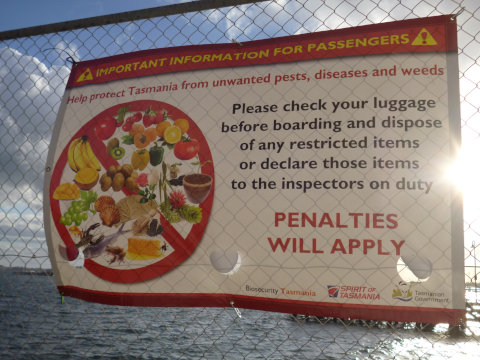 IMPORTANT INFORMATION FOR PASSENGERS
Help protect Tasmania from unwanted pests, diseases and weeds
Please check your luggage
before boarding and dispose
of any restricted items
or declare those items
to the inspectors on duty
PENALTIES
WILL APPLY
Biosecurity Tasmania
SPIRIT OF
TASMANIA
Tasmanian
Government